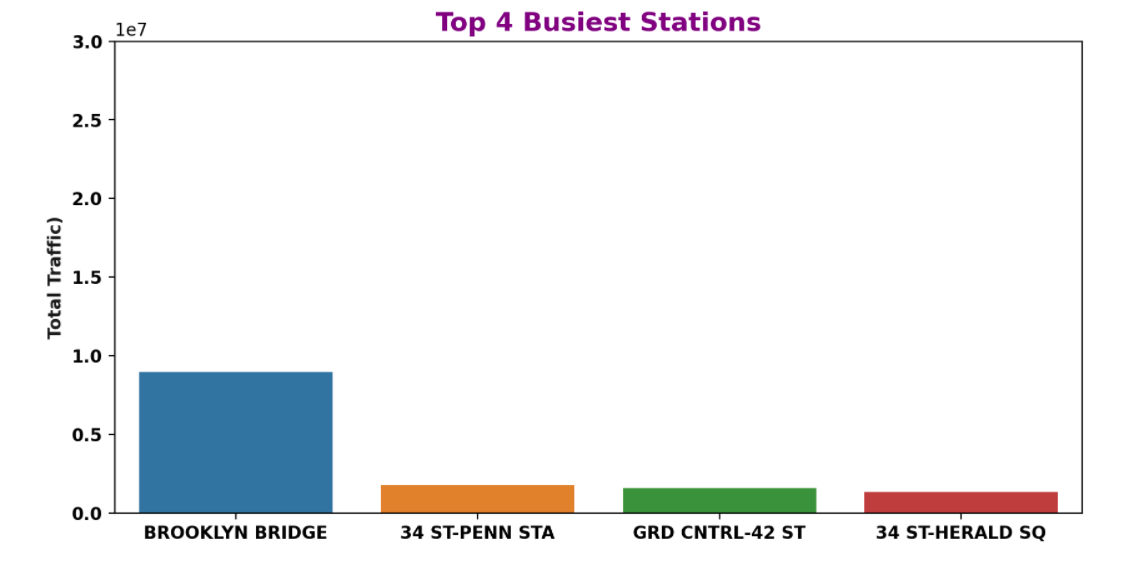 Top 4 Busiest Stations
1e7
3.0
2.5
2.0
1.5
1.0
0.5
0.0
Total Traffic)
BROOKLYN BRIDGE 34 ST-PENN STA GRD CNTRL-42 ST 34 ST-HERALD SQ